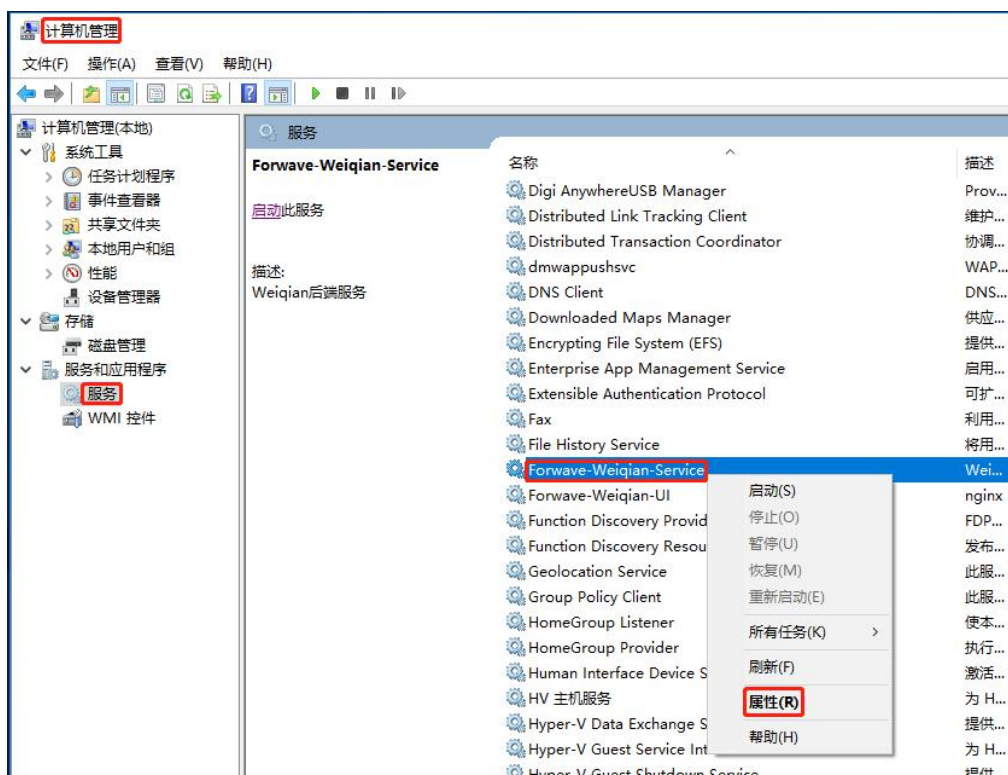 计算机管理
文件(F) 操作(A) 查看(V) 帮助(H)
计算机管理(本地)
系统工具
任务计划程序
事件查看器
共享文件夹
本地用户和组
性能
设备管理器
存储
磁盘管理
服务和应用程序
服务
WMI 控件
服务
Forwave-Weiqian-Service
启动此服务
描述:
Weiqian后端服务
名称 描述
Digi AnywhereUSB Manager Prov...
Distributed Link Tracking Client 维护...
Distributed Transaction Coordinator 协调...
dmwappushsvc WAP...
DNS Client DNS...
Downloaded Maps Manager 供应...
Encrypting File System (EFS) 提供...
Enterprise App Management Service 启用...
Extensible Authentication Protocol 可扩...
Fax 利用...
File History Service 将用...
Forwave-Weiqian-Service Wei...
Forwave-Weiqian-UI nginx
Function Discovery Provid FDP...
Function Discovery Resou 发布...
Geolocation Service 此服...
Group Policy Client 此服...
HomeGroup Listener 使本...
HomeGroup Provider 执行...
Human Interface Device S 激活...
HV 主机服务 为 H...
Hyper-V Data Exchange S 提供...
Hyper-V Guest Service Int 为 H...
Hyper-V Guest Shutdown Service 提供
启动(S)
停止(O)
暂停(U)
恢复(M)
重新启动(E)
所有任务(K)
刷新(F)
属性(R)
帮助(H)